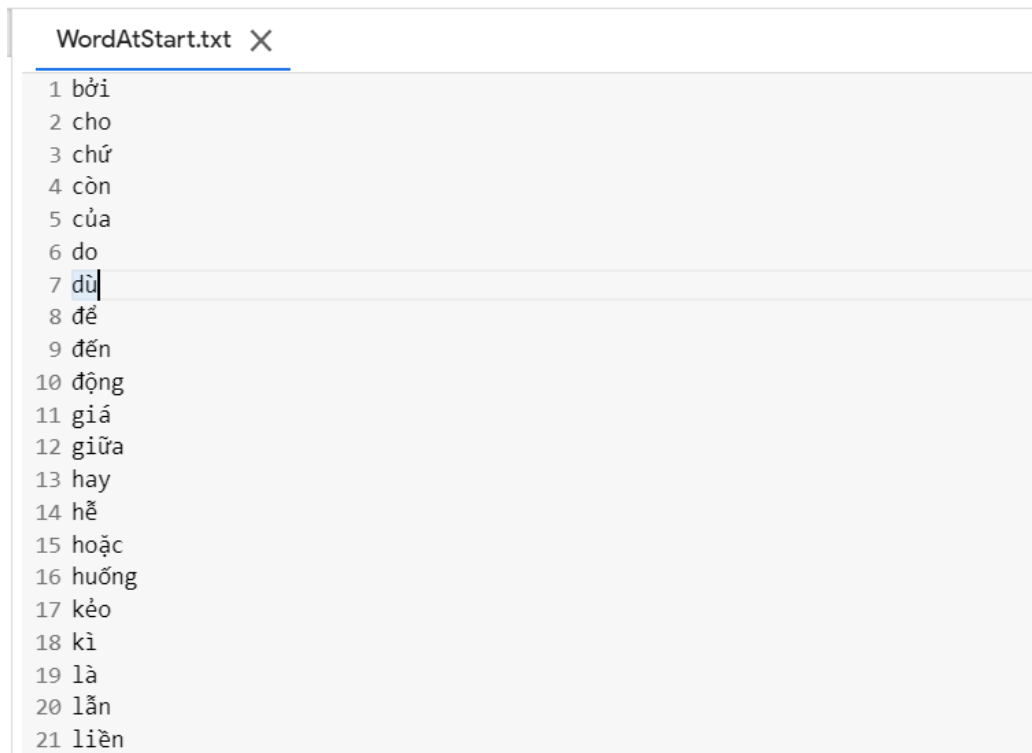 WordAtStart.txt
1 bởi
2 cho
3 chứ
4 còn
5 của
6 do
7 dù
8 để
9 đến
10 động
11 giá
12 giữa
13 hay
14 hễ
15 hoặc
16 huống
17 kẻo
18 kì
19 là
20 lẫn
21 liền